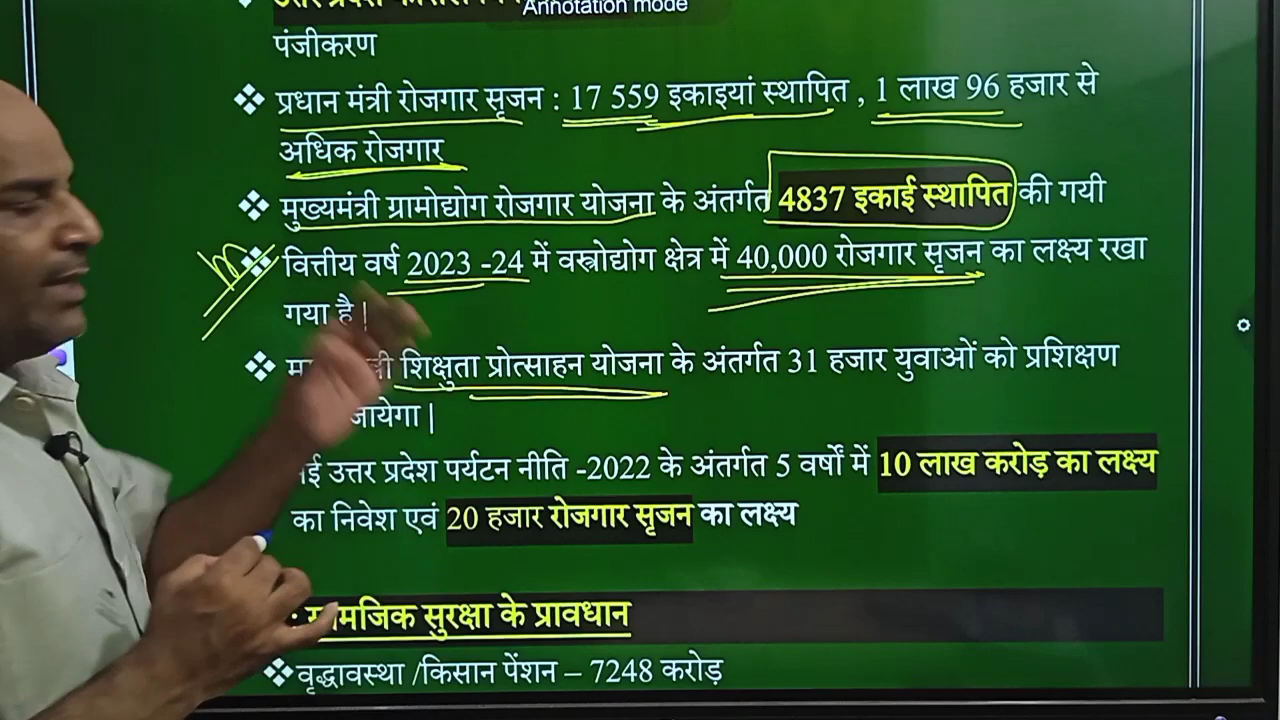 Annotation mode
पंजीकरण
❖ प्रधान मंत्री रोजगार सृजन : 17 559 इकाइयां स्थापित , 1 लाख 96 हजार से
अधिक रोजगार
❖ मुख्यमंत्री ग्रामोद्योग रोजगार योजना के अंतर्गत 4837 इकाई स्थापित की गयी
❖ वित्तीय वर्ष 2023 -24 में वस्त्रोद्योग क्षेत्र में 40,000 रोजगार सृजन का लक्ष्य रखा
गया है |
❖ शिक्षुता प्रोत्साहन योजना के अंतर्गत 31 हजार युवाओं को प्रशिक्षण
जायेगा |
उत्तर प्रदेश पर्यटन नीति -2022 के अंतर्गत 5 वर्षों में 10 लाख करोड़ का लक्ष्य
का निवेश एवं 20 हजार रोजगार सृजन का लक्ष्य
सुरक्षा के प्रावधान
❖वृद्धावस्था /किसान पेंशन – 7248 करोड़